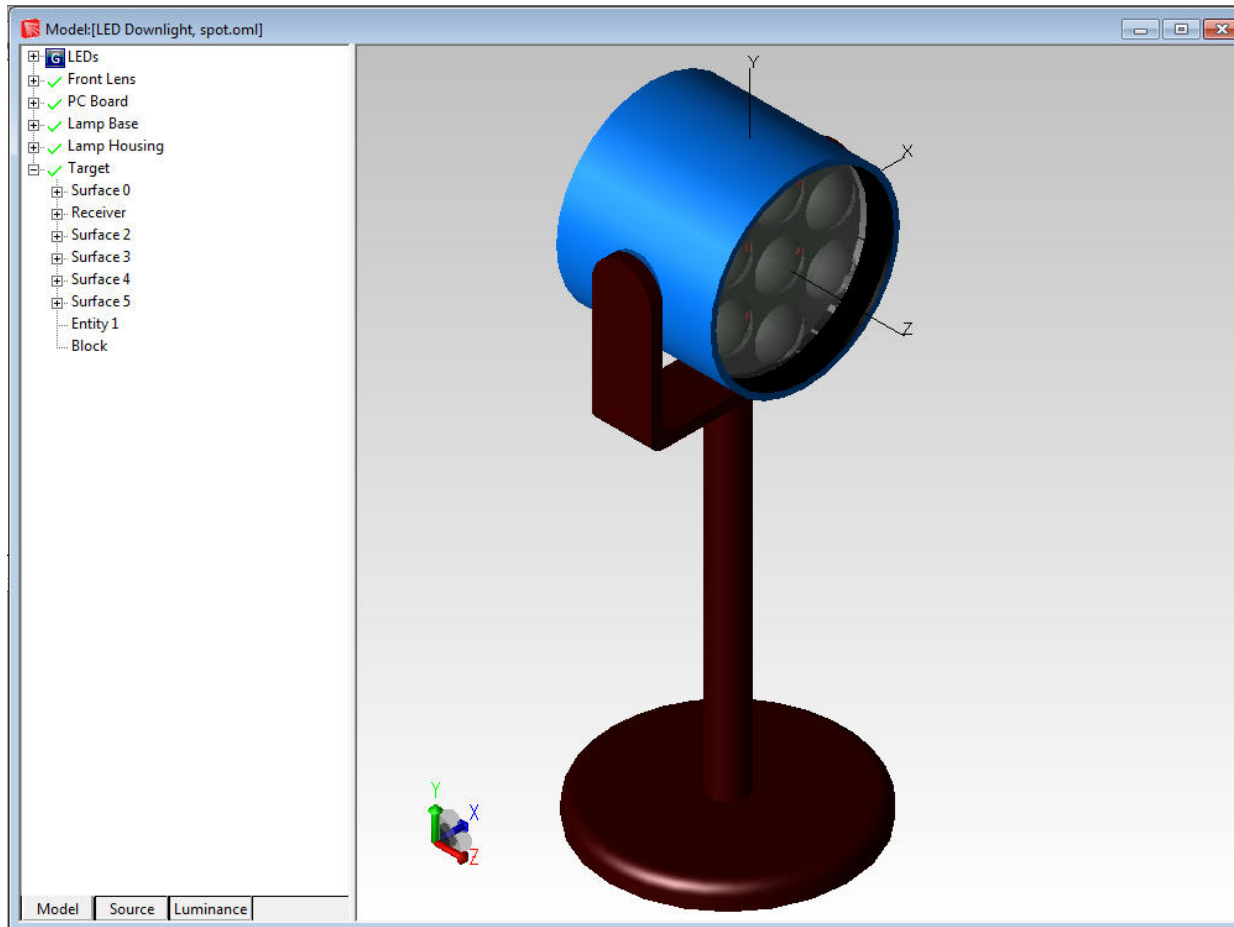 Model:[LED Downlight, spot.oml]
G LEDs
Front Lens
PC Board
Lamp Base
Lamp Housing
Target
Surface 0
Receiver
Surface 2
Surface 3
Surface 4
Surface 5
Entity 1
Block
Y
X
Z
Y
X
Z
Model Source Luminance